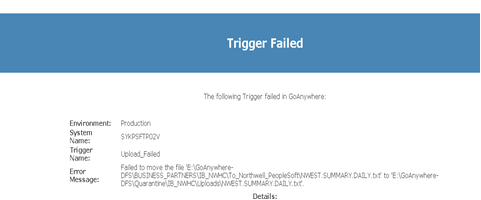 Trigger Failed
The following Trigger failed in GoAnywhere:
Environment: Production
System
Name: SYKPSFTP02V
Trigger
Name: Upload_Failed
Error
Message: Failed to move the file 'E:\GoAnywhere-
DFS\BUSINESS_PARTNERS\IB_NWHC\To_Northwell_PeopleSoft\NWEST.SUMMARY.DAILY.txt' to 'E:\GoAnywhere-
DFS\Quarantine\IB_NWHC\Uploads\NWEST.SUMMARY.DAILY.txt'.
Details: